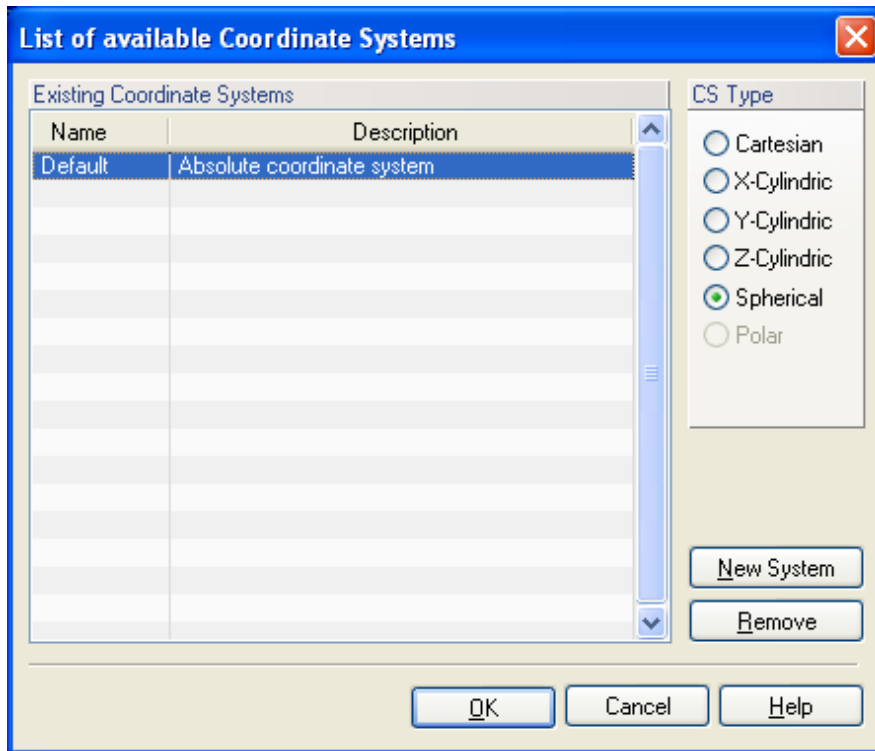 List of available Coordinate Systems
Existing Coordinate Systems
Name Description
Default Absolute coordinate system
CS Type
Cartesian
X-Cylindric
Y-Cylindric
Z-Cylindric
Spherical
Polar
New System
Remove
OK Cancel Help